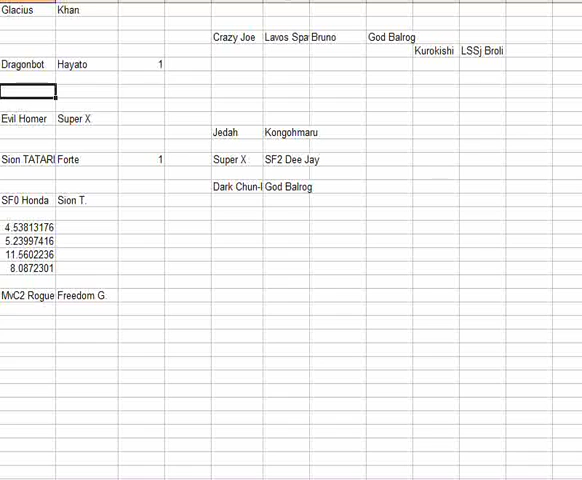 Glacius Khan
Crazy Joe Lavos Spa Bruno God Balrog
Kurokishi LSSj Broli
Dragonbot Hayato 1
Evil Homer Super X
Jedah Kongohmaru
Sion TATARI Forte 1 Super X SF2 Dee Jay
Dark Chun-l God Balrog
SF0 Honda Sion T.
4.53813176
5.23997416
11.5602236
8.0872301
MvC2 Rogue Freedom G